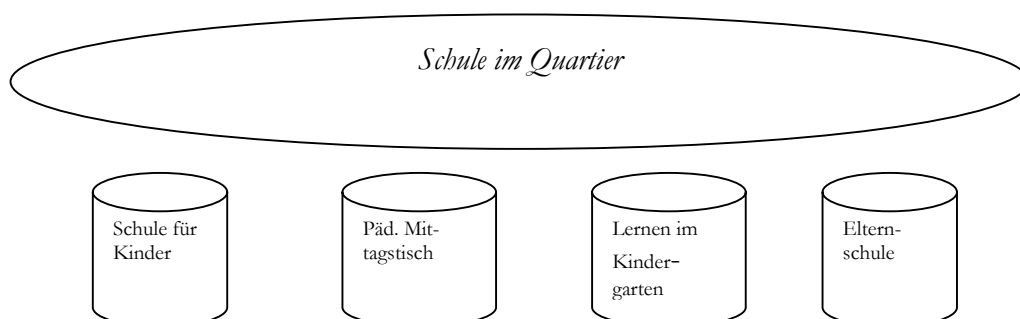 Schule im Quartier
Schule für
Kinder
Päd. Mit-
tagstisch
Lernen im
Kinder-
garten
Eltern-
schule